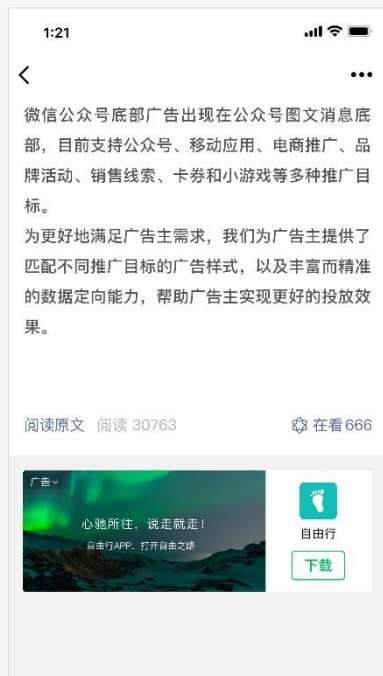 1:21
微信公众号底部广告出现在公众号图文消息底
部，目前支持公众号、移动应用、电商推广、品
牌活动、销售线索、卡券和小游戏等多种推广目
标。
为更好地满足广告主需求，我们为广告主提供了
匹配不同推广目标的广告样式，以及丰富而精准
的数据定向能力，帮助广告主实现更好的投放效
果。
阅读原文 阅读 30763 在看 666
广告
心驰所往，说走就走！
自由行APP，打开自由之路
自由行
下载